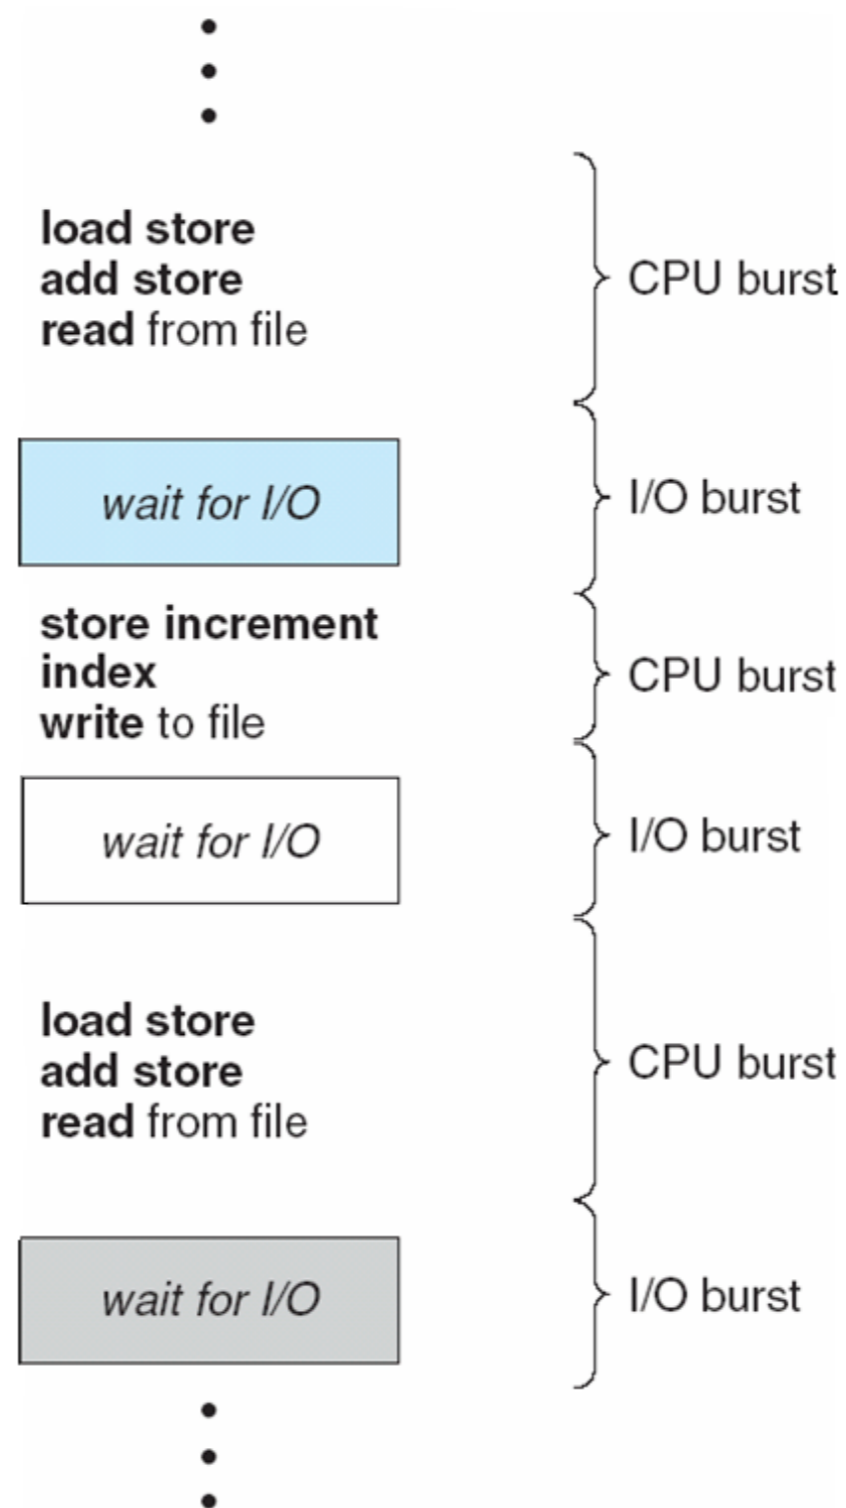 load store
add store
read from file
CPU burst
wait for I/O
I/O burst
store increment
index
write to file
CPU burst
wait for I/O
I/O burst
load store
add store
read from file
CPU burst
wait for I/O
I/O burst